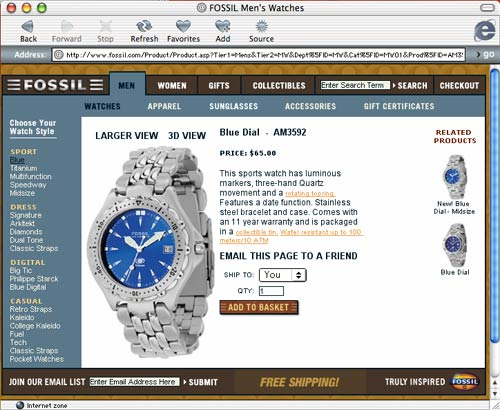 FOSSIL Men's Watches
Back Forward Stop Refresh Favorites Add Source
Address: http://www.fossil.com/Product/Product.asp?Tier1=Mens&Tier2=MW&Dept%5FID=MW&Cat%5FID=MW01&Prod%5FID=AM35 go
FOSSIL MEN WOMEN GIFTS COLLECTIBLES Enter Search Term SEARCH CHECKOUT
WATCHES APPAREL SUNGLASSES ACCESSORIES GIFT CERTIFICATES
Choose Your
Watch Style
SPORT
Blue
Titanium
Multifunction
Speedway
Midsize
DRESS
Signature
Arkitekt
Diamonds
Dual Tone
Classic Straps
DIGITAL
Big Tic
Philippe Starck
Blue Digital
CASUAL
Retro Straps
Kaleido
College Kaleido
Fuel
Tech
Classic Straps
Pocket Watches
LARGER VIEW 3D VIEW
FOSSIL
Blue Dial - AM3592
PRICE: $65.00
This sports watch has luminous
markers, three-hand Quartz
movement and a rotating topring.
Features a date function. Stainless
steel bracelet and case. Comes with
an 11 year warranty and is packaged
in a collectible tin. Water resistant up to 100
meters/10 ATM
EMAIL THIS PAGE TO A FRIEND
SHIP TO: You
QTY: 1
ADD TO BASKET
RELATED
PRODUCTS
New! Blue
Dial - Midsize
Blue Dial
JOIN OUR EMAIL LIST Enter Email Address Here SUBMIT FREE SHIPPING! TRULY INSPIRED FOSSIL
Internet zone